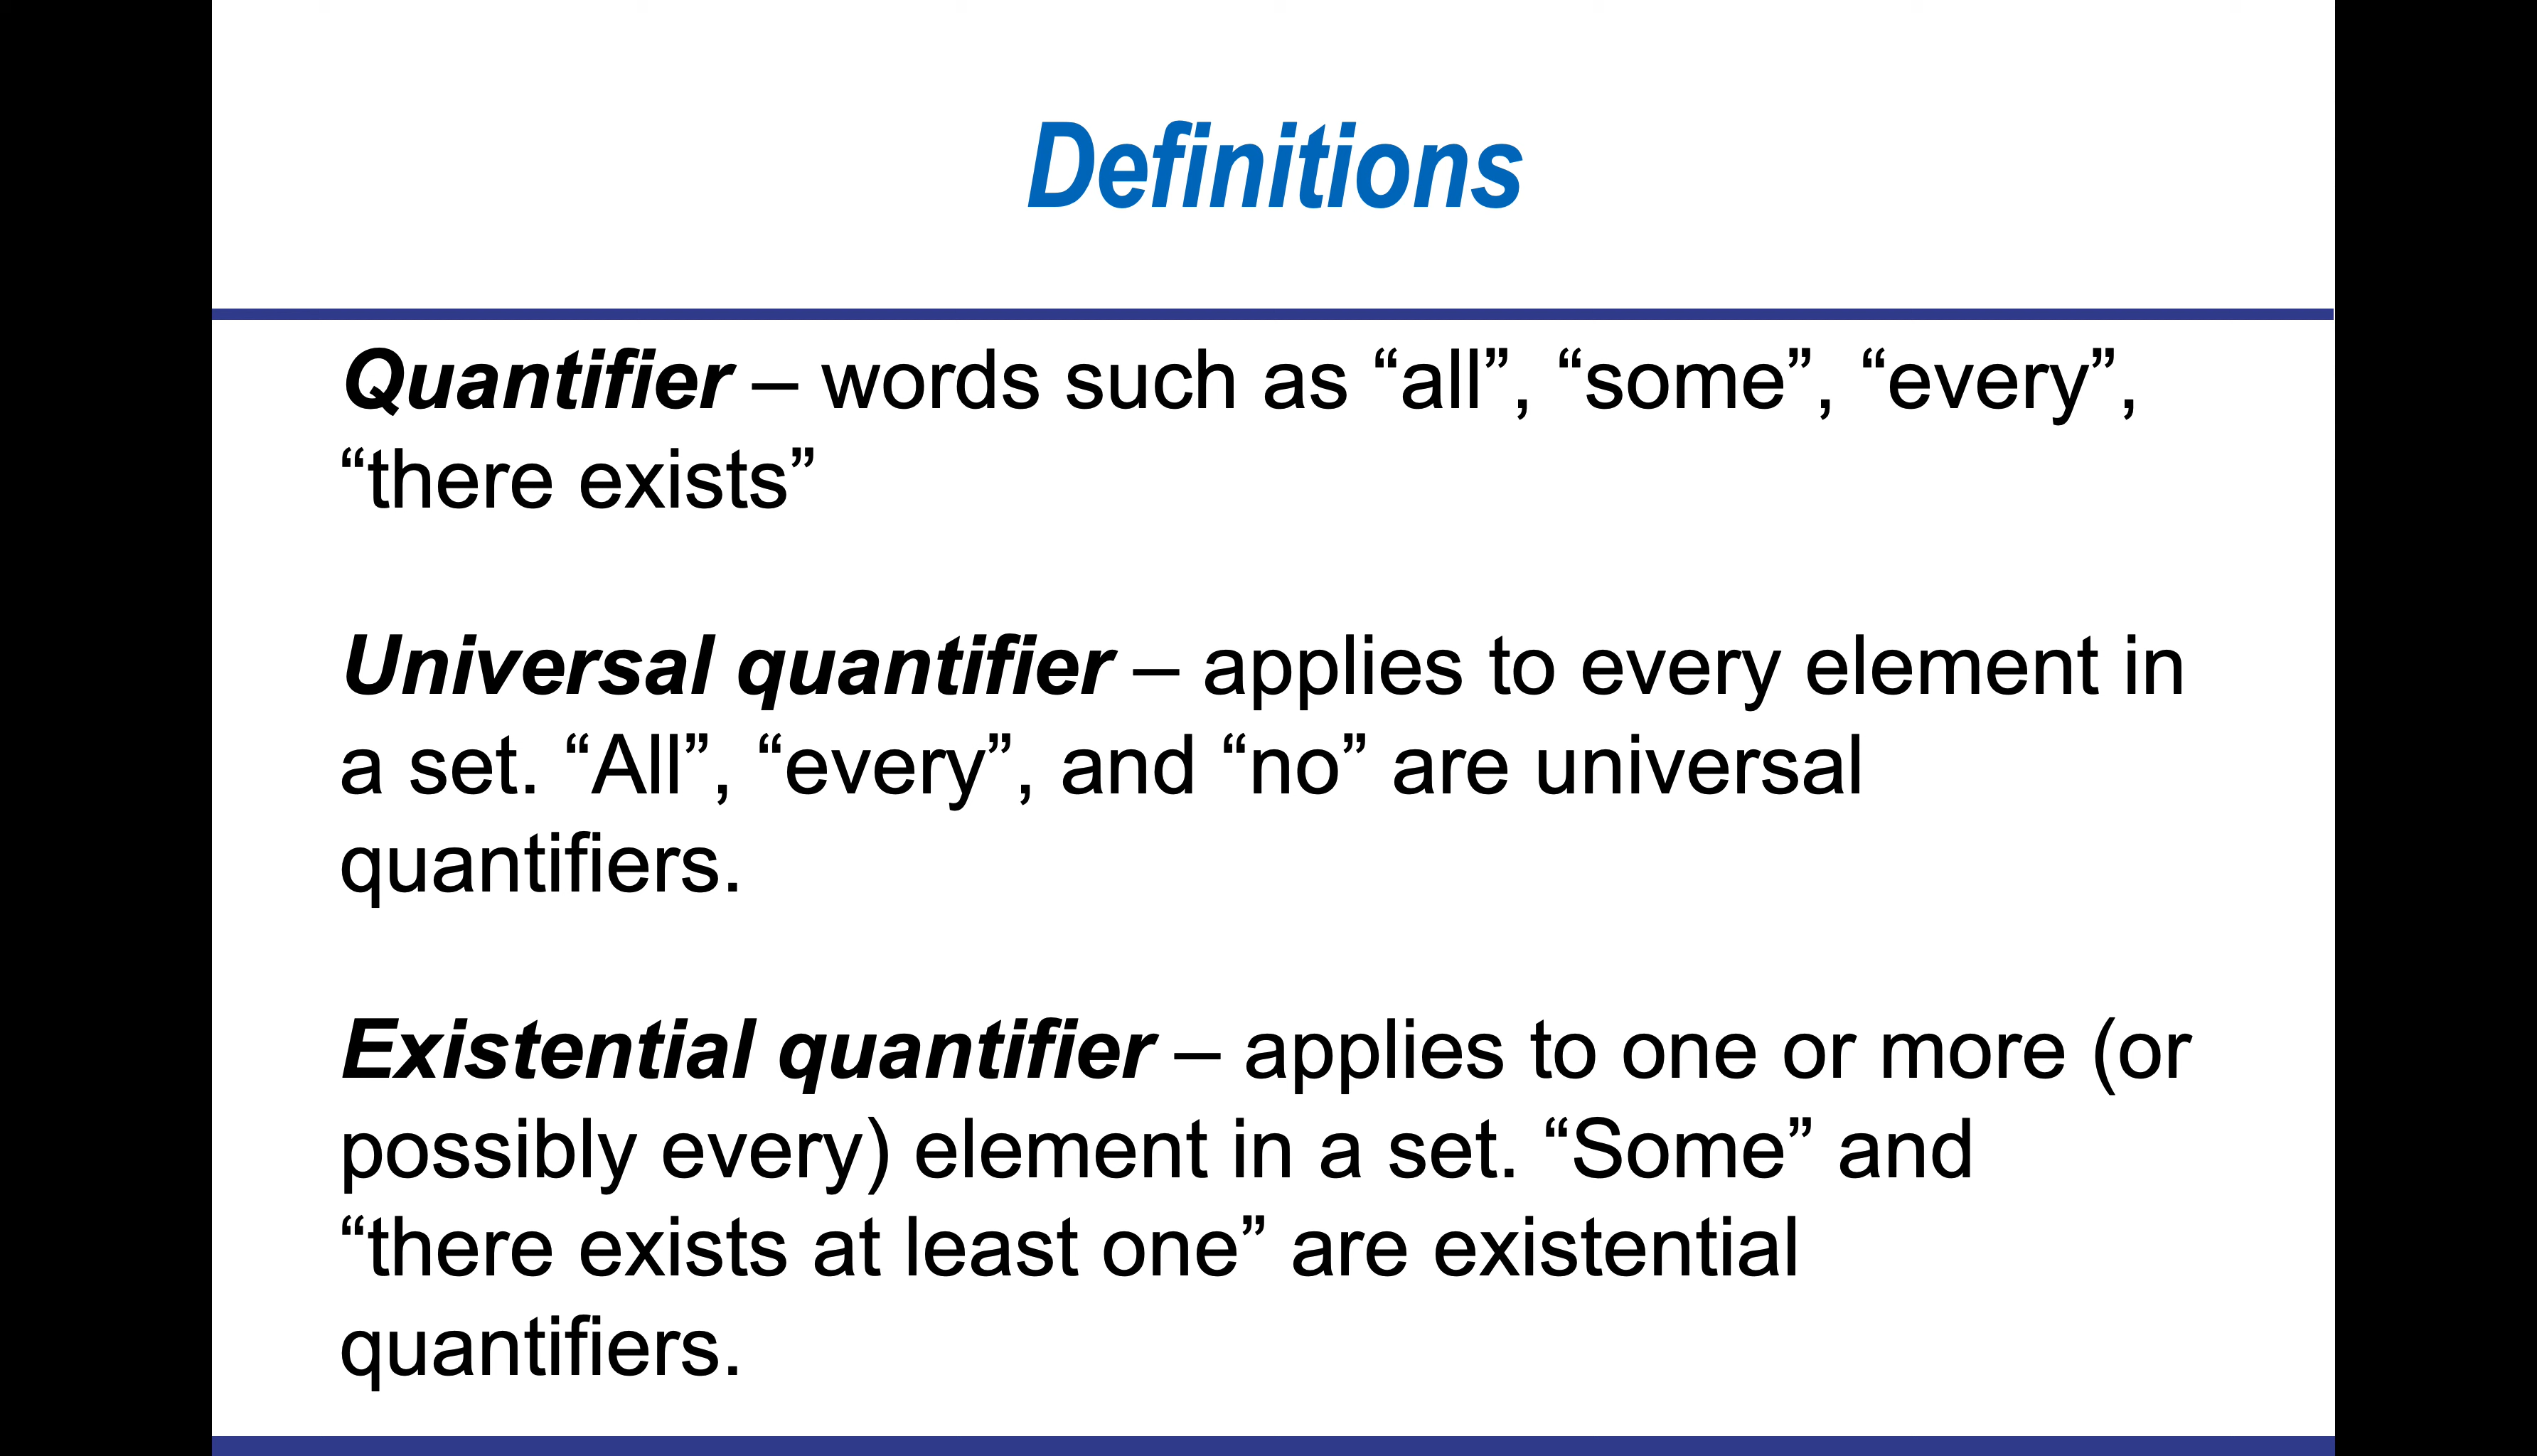 Definitions
Quantifier – words such as “all”, “some”, “every”,
“there exists”
Universal quantifier – applies to every element in
a set. “All”, “every”, and “no” are universal
quantifiers.
Existential quantifier – applies to one or more (or
possibly every) element in a set. “Some” and
“there exists at least one” are existential
quantifiers.